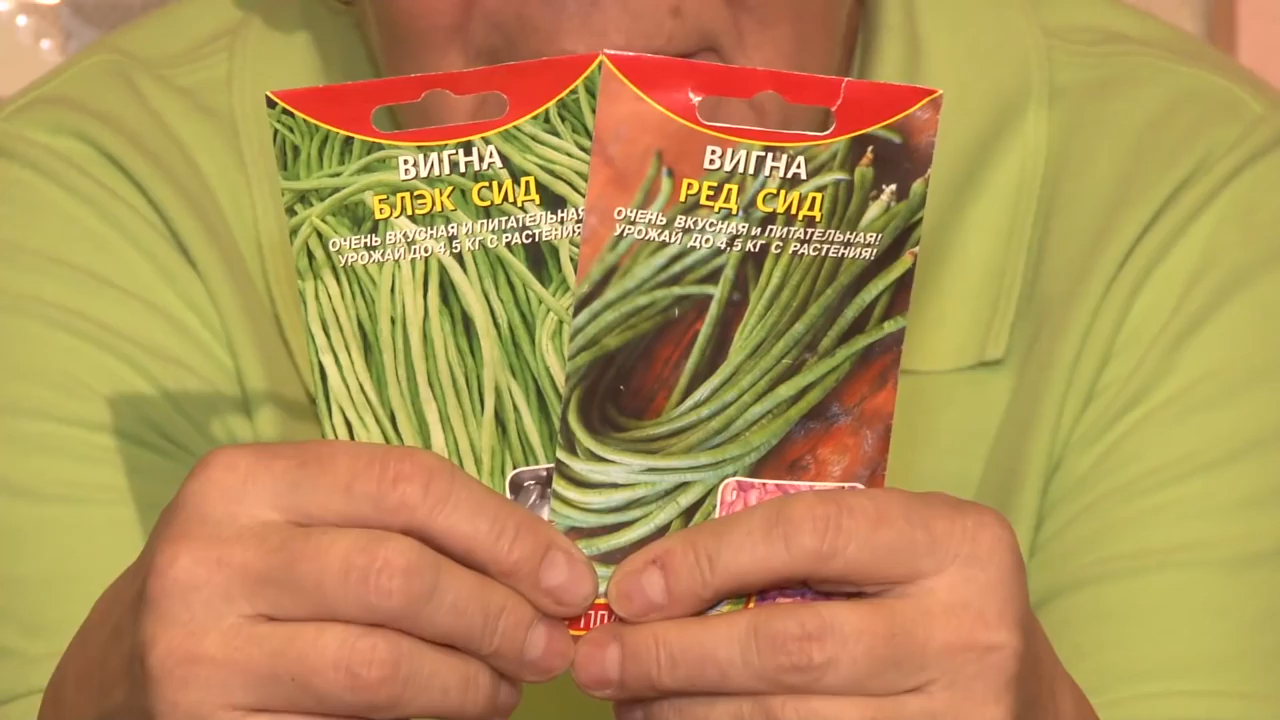 ВИГНА
БЛЭК СИД
ОЧЕНЬ ВКУСНАЯ И ПИТАТЕЛЬНАЯ
УРОЖАЙ ДО 4,5 КГ С РАСТЕНИЯ
ВИГНА
РЕД СИД
ОЧЕНЬ ВКУСНАЯ и ПИТАТЕЛЬНАЯ!
УРОЖАЙ ДО 4,5 КГ С РАСТЕНИЯ!